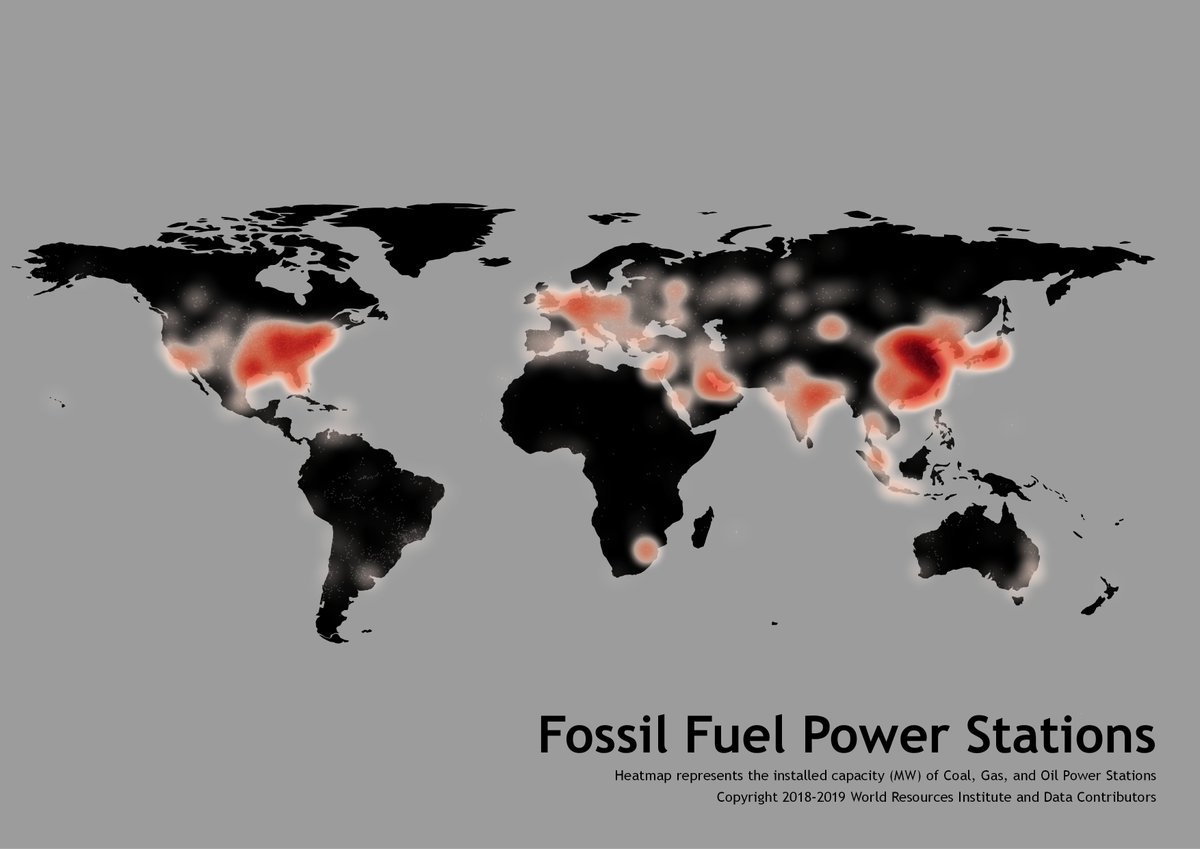 Fossil Fuel Power Stations
Heatmap represents the installed capacity (MW) of Coal, Gas, and Oil Power Stations
Copyright 2018-2019 World Resources Institute and Data Contributors